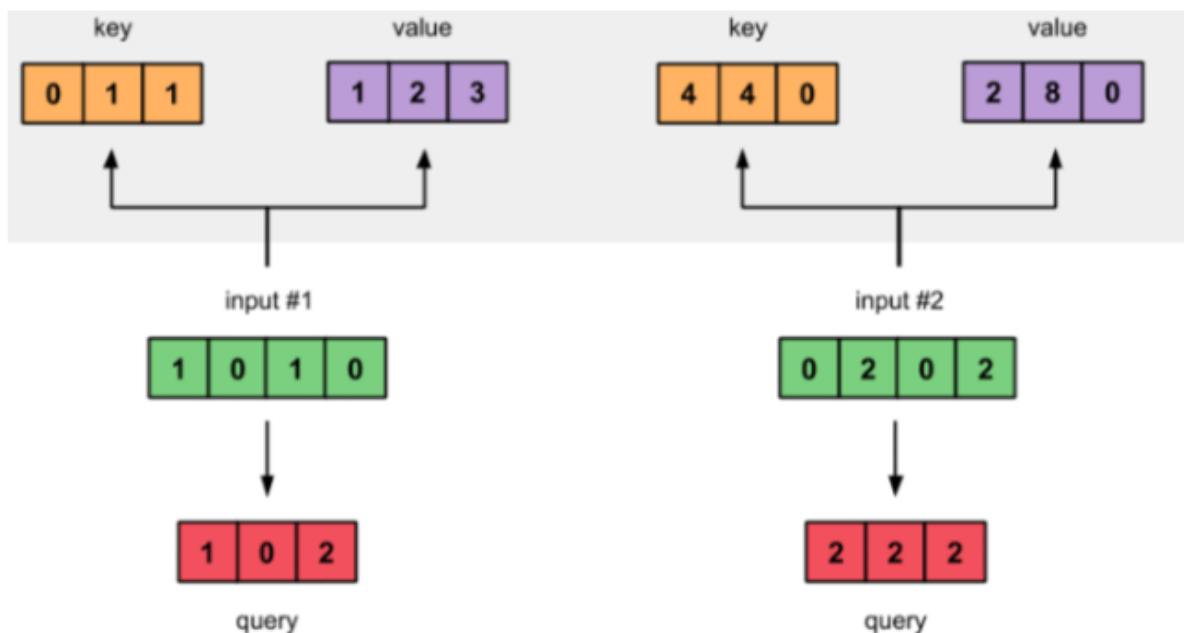 key value key value
0 1 1 1 2 3 4 4 0 2 8 0
input #1 input #2
1 0 1 0 0 2 0 2
1 0 2 2 2 2
query query